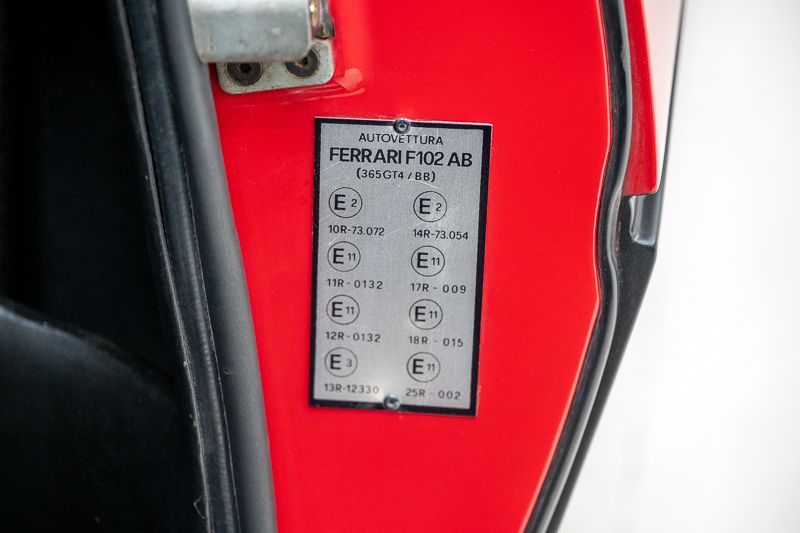 AUTOVETTURA
FERRARI F102 AB
(365GT4/BB)
E2 E2
10R-73.072 14R-73.054
E11 E11
11R-0132 17R-009
E11 E11
12R-0132 18R-015
E3 E11
13R-12330 25R-002